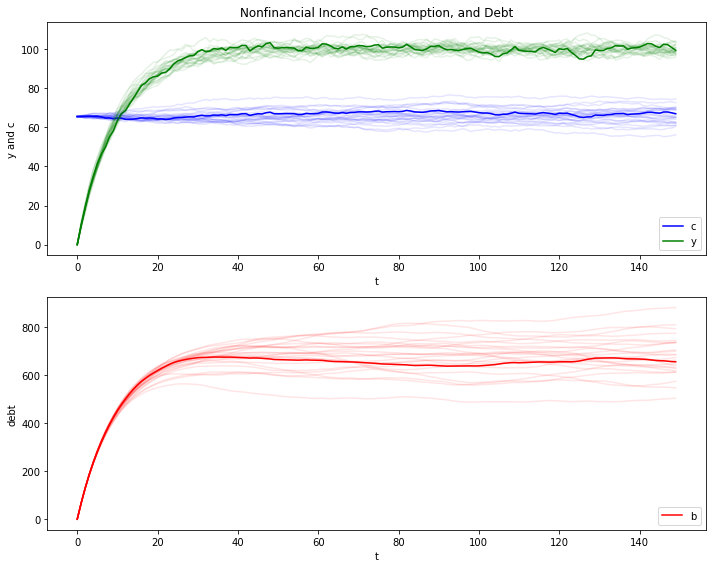 Nonfinancial Income, Consumption, and Debt
100
80
60
40
20
0
y and c
c
y
0 20 40 60 80 100 120 140
t
800
600
400
200
0
debt
b
0 20 40 60 80 100 120 140
t